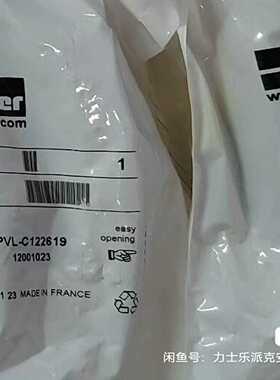 er
w
com
1
PVL-C122619
12001023
easy
opening
1 23 MADE IN FRANCE
闲鱼号：力士乐派克